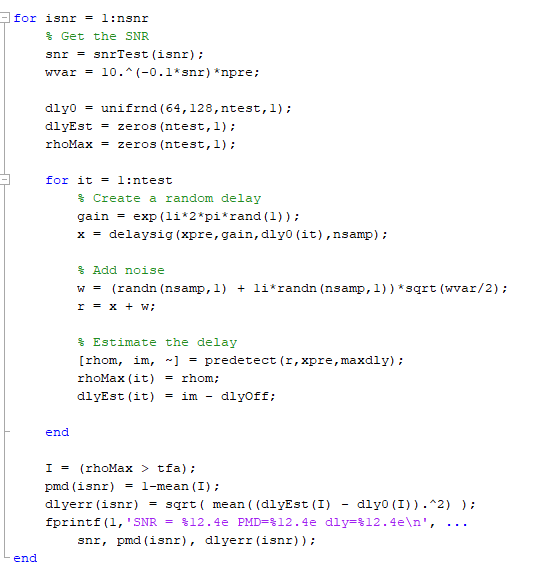 for isnr = 1:nsnr
    % Get the SNR
    snr = snrTest(isnr);
    wvar = 10.^(-0.1*snr)*npre;

    dly0 = unifrnd(64,128,ntest,1);
    dlyEst = zeros(ntest,1);
    rhoMax = zeros(ntest,1);

    for it = 1:ntest
        % Create a random delay
        gain = exp(1i*2*pi*rand(1));
        x = delaysig(xpre,gain,dly0(it),nsamp);

        % Add noise
        w = (randn(nsamp,1) + 1i*randn(nsamp,1))*sqrt(wvar/2);
        r = x + w;

        % Estimate the delay
        [rhom, im, ~] = predetect(r,xpre,maxdly);
        rhoMax(it) = rhom;
        dlyEst(it) = im - dlyOff;

    end

    I = (rhoMax > tfa);
    pmd(isnr) = 1-mean(I);
    dlyerr(isnr) = sqrt( mean((dlyEst(I) - dly0(I)).^2) );
    fprintf(1,'SNR = %12.4e PMD=%12.4e dly=%12.4e\n', ...
        snr, pmd(isnr), dlyerr(isnr));
end